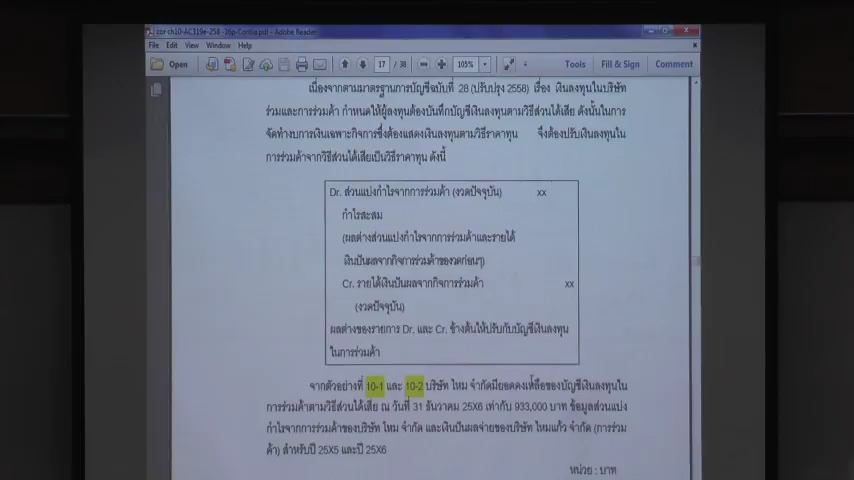 cor ch10-AC319e-258 -36p-Contia.pdf - Adobe Reader
File Edit View Window Help
Open 17 / 38 105% Tools Fill & Sign Comment
เนื่องจากตามมาตรฐานการบัญชีฉบับที่ 28 (ปรับปรุง 2558) เรื่อง เงินลงทุนในบริษัท
ร่วมและการร่วมค้า กำหนดให้ผู้ลงทุนต้องบันทึกบัญชีเงินลงทุนตามวิธีส่วนได้เสีย ดังนั้นในการ
จัดทำงบการเงินเฉพาะกิจการซึ่งต้องแสดงเงินลงทุนตามวิธีราคาทุน จึงต้องปรับเงินลงทุนใน
การร่วมค้าจากวิธีส่วนได้เสียเป็นวิธีราคาทุน ดังนี้
Dr. ส่วนแบ่งกำไรจากการร่วมค้า (งวดปัจจุบัน) xx
กำไรสะสม
(ผลต่างส่วนแบ่งกำไรจากการร่วมค้าและรายได้
เงินปันผลจากกิจการร่วมค้าของงวดก่อนๆ)
Cr. รายได้เงินปันผลจากกิจการร่วมค้า xx
(งวดปัจจุบัน)
ผลต่างของรายการ Dr. และ Cr. ข้างต้นให้ปรับกับบัญชีเงินลงทุน
ในการร่วมค้า
จากตัวอย่างที่ 10-1 และ 10-2 บริษัท ไหม จำกัดมียอดคงเหลือของบัญชีเงินลงทุนใน
การร่วมค้าตามวิธีส่วนได้เสีย ณ วันที่ 31 ธันวาคม 25X6 เท่ากับ 933,000 บาท ข้อมูลส่วนแบ่ง
กำไรจากการร่วมค้าของบริษัท ไหม จำกัด และเงินปันผลจ่ายของบริษัท ไหมแก้ว จำกัด (การร่วม
ค้า) สำหรับปี 25X5 และปี 25X6
หน่วย : บาท